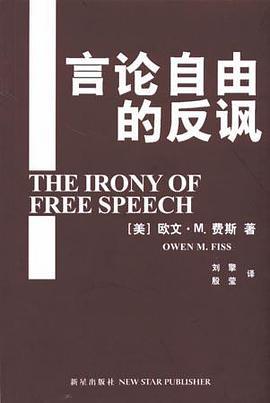 言论自由
的反讽
THE IRONY OF
FREE SPEECH
[美] 欧文·M. 费斯 著
OWEN M. FISS
刘擎
殷莹 译
新星出版社 NEW STAR PUBLISHER